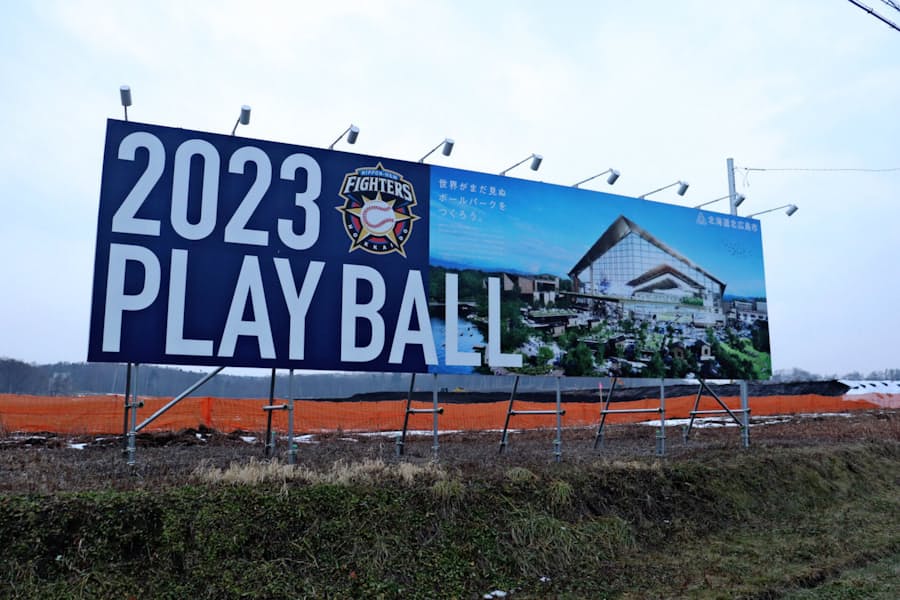 2023
PLAY BALL
NIPPON-HAM
FIGHTERS
HOKKAIDO
世界がまだ見ぬ
ボールパークを
つくろう。
北海道北広島市